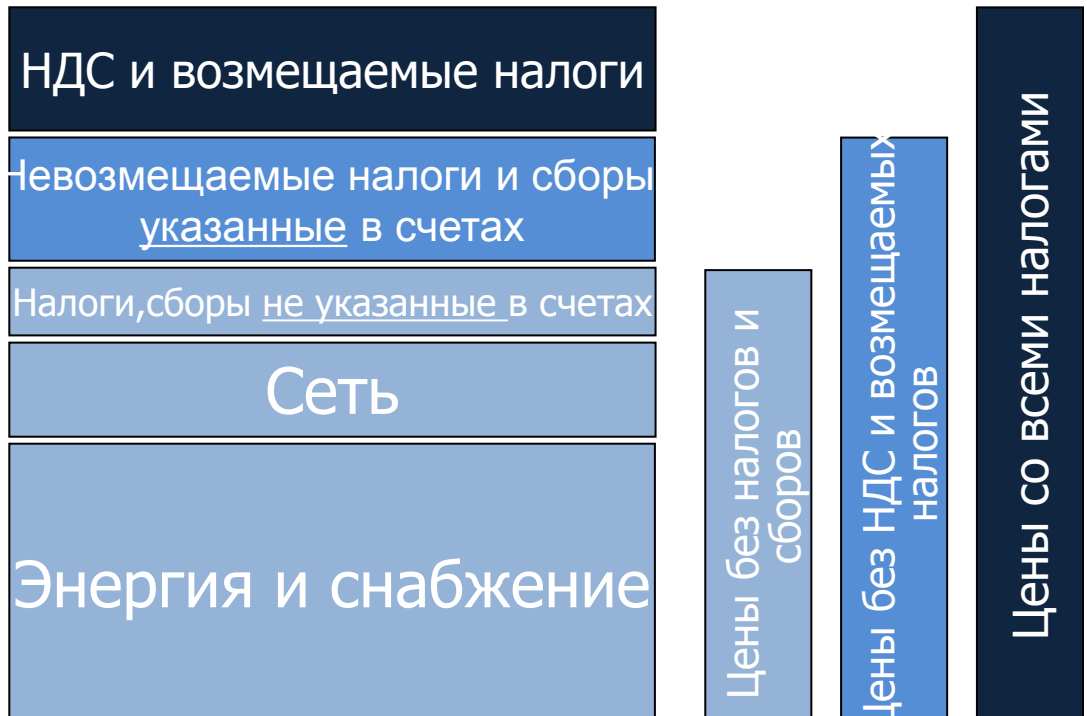 НДС и возмещаемые налоги
Невозмещаемые налоги и сборы
указанные в счетах
Налоги,сборы не указанные в счетах
Сеть
Энергия и снабжение
Цены без налогов и
сборов
Цены без НДС и возмещаемых
налогов
Цены со всеми налогами